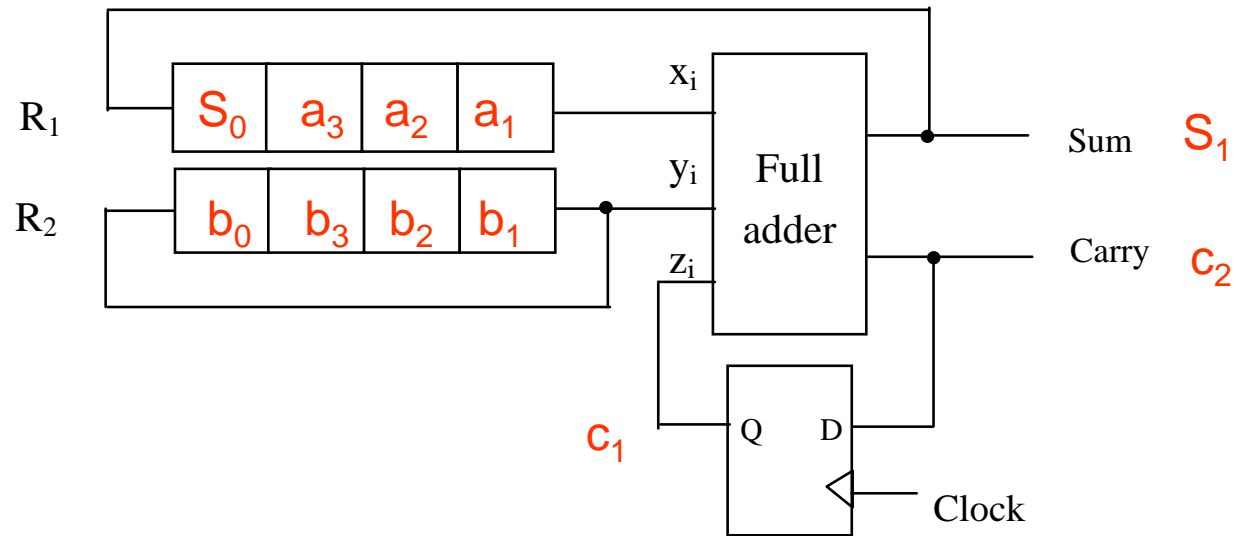 R₁ S₀ a₃ a₂ a₁ xᵢ
Sum S₁
R₂ b₀ b₃ b₂ b₁ yᵢ
Full
adder
zᵢ
Carry c₂
c₁ Q D
Clock